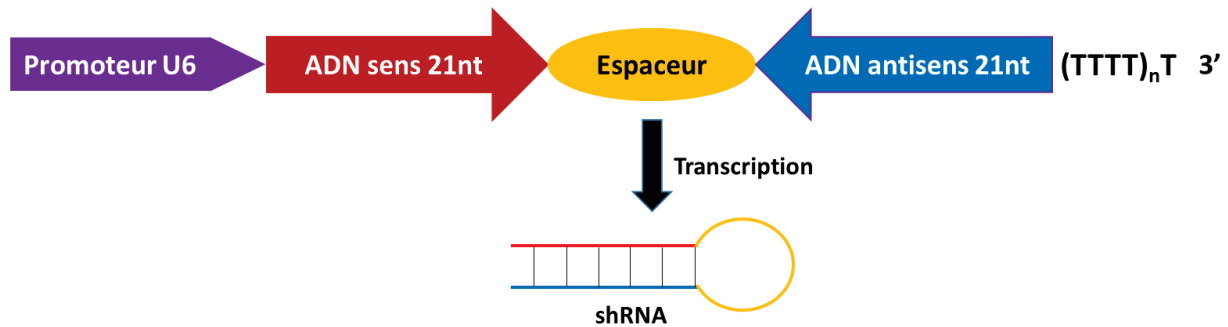 Promoteur U6 ADN sens 21nt Espaceur ADN antisens 21nt (TTTT)nT 3’
Transcription
shRNA